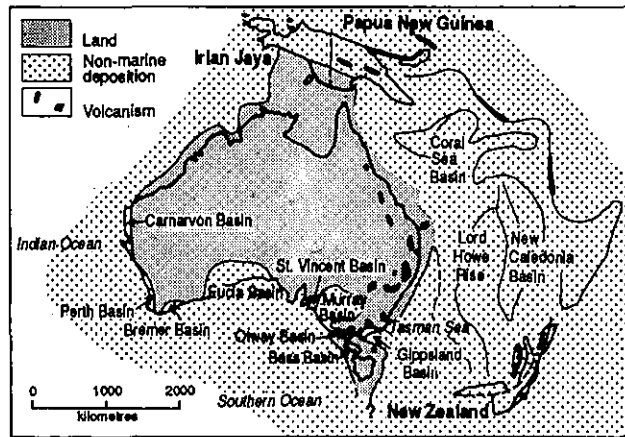 Land
Non-marine
deposition
Volcanism
Papua New Guinea
Irian Jaya
Coral
Sea
Basin
Carnarvon Basin
Indian Ocean
Lord
Howe
Rise
New
Caledonia
Basin
St. Vincent Basin
Eucla Basin
Murray
Basin
Perth Basin
Bremer Basin
Otway Basin
Tasman Sea
Bass Basin
Gippsland
Basin
0 1000 2000
kilometres
Southern Ocean
?
New Zealand